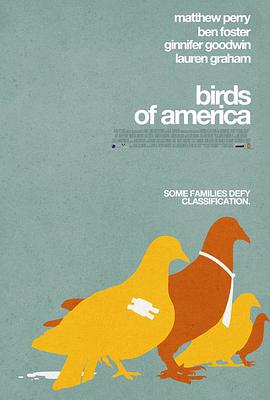 matthew perry
ben foster
ginnifer goodwin
lauren graham
birds
of america
SOME FAMILIES DEFY
CLASSIFICATION.